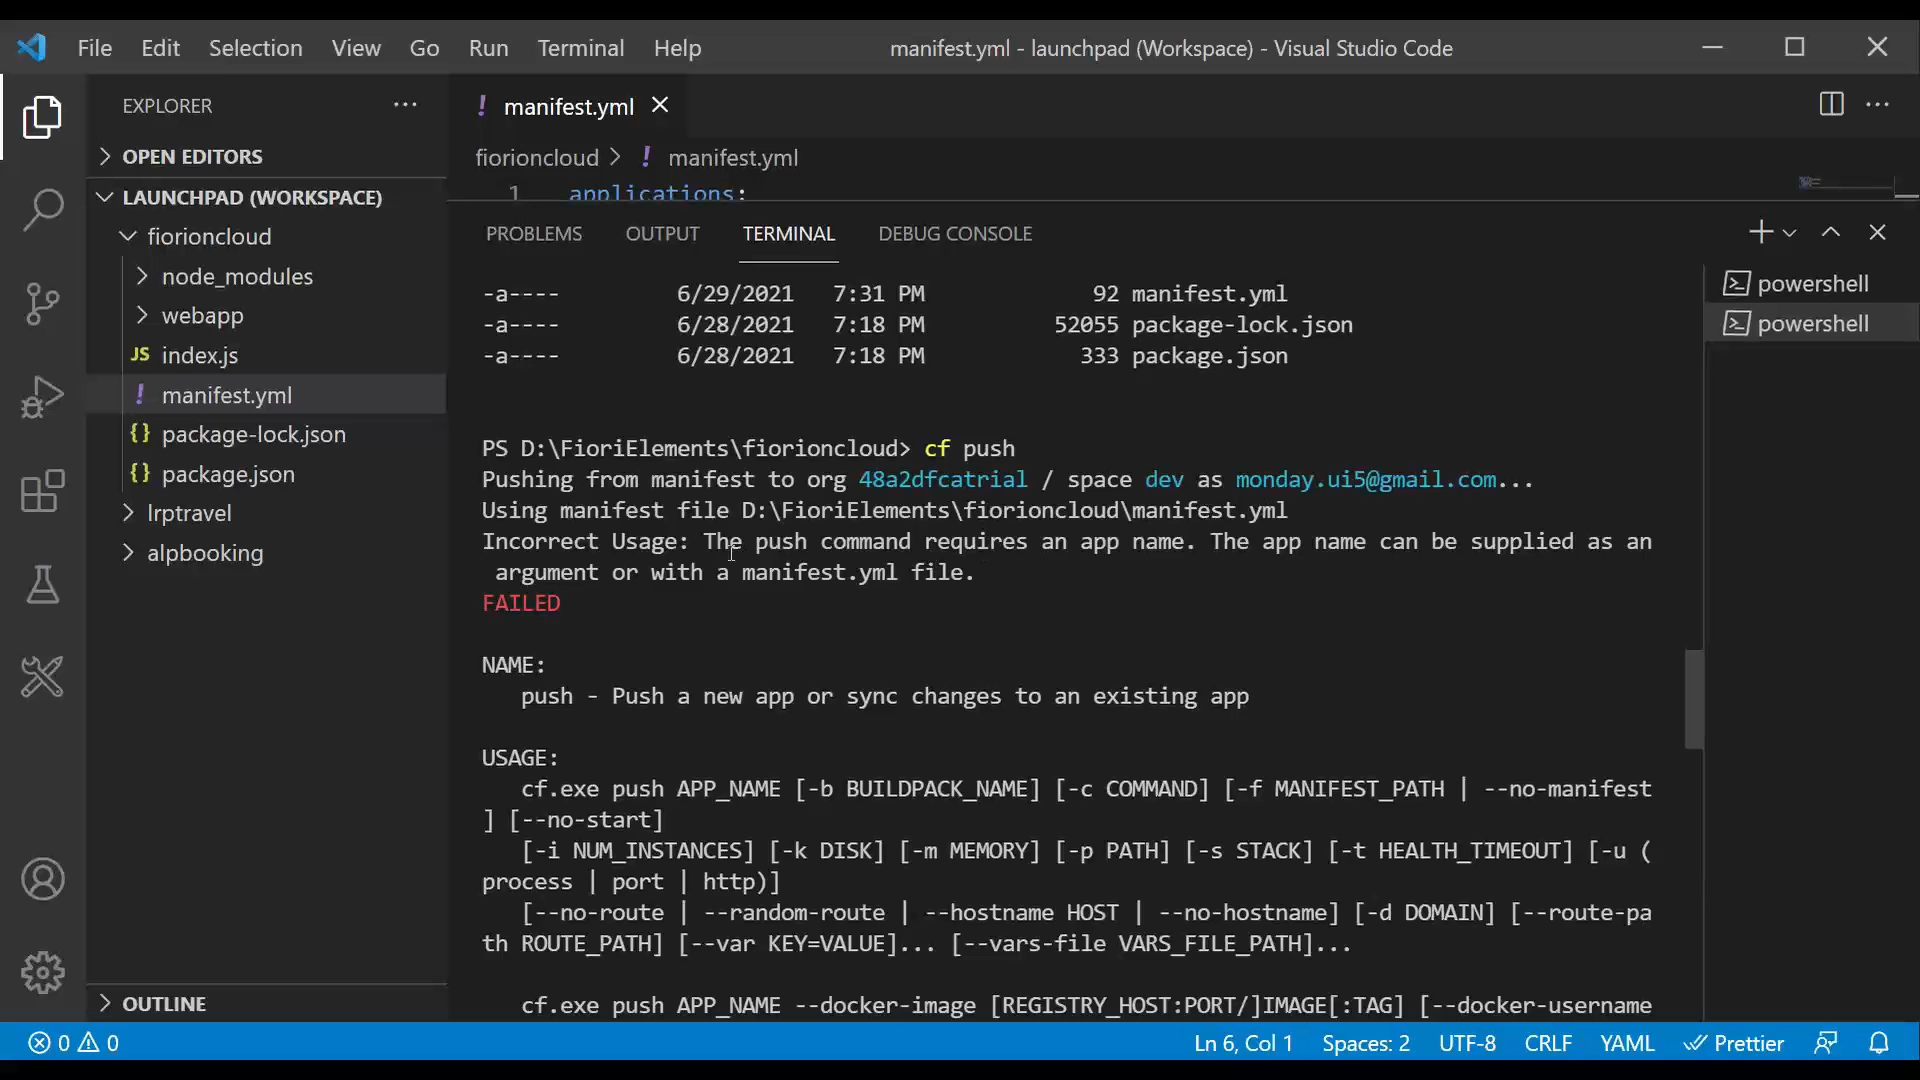 File Edit Selection View Go Run Terminal Help manifest.yml - launchpad (Workspace) - Visual Studio Code
EXPLORER
OPEN EDITORS
LAUNCHPAD (WORKSPACE)
fiorioncloud
node_modules
webapp
JS index.js
! manifest.yml
{} package-lock.json
{} package.json
lrptravel
alpbooking
OUTLINE
! manifest.yml
fiorioncloud > ! manifest.yml
1 applications:
PROBLEMS OUTPUT TERMINAL DEBUG CONSOLE
powershell
powershell
-a---- 6/29/2021 7:31 PM 92 manifest.yml
-a---- 6/28/2021 7:18 PM 52055 package-lock.json
-a---- 6/28/2021 7:18 PM 333 package.json
PS D:\FioriElements\fiorioncloud> cf push
Pushing from manifest to org 48a2dfcatrial / space dev as monday.ui5@gmail.com...
Using manifest file D:\FioriElements\fiorioncloud\manifest.yml
Incorrect Usage: The push command requires an app name. The app name can be supplied as an
argument or with a manifest.yml file.
FAILED
NAME:
push - Push a new app or sync changes to an existing app
USAGE:
cf.exe push APP_NAME [-b BUILDPACK_NAME] [-c COMMAND] [-f MANIFEST_PATH | --no-manifest
] [--no-start]
[-i NUM_INSTANCES] [-k DISK] [-m MEMORY] [-p PATH] [-s STACK] [-t HEALTH_TIMEOUT] [-u (
process | port | http)]
[--no-route | --random-route | --hostname HOST | --no-hostname] [-d DOMAIN] [--route-pa
th ROUTE_PATH] [--var KEY=VALUE]... [--vars-file VARS_FILE_PATH]...
cf.exe push APP_NAME --docker-image [REGISTRY_HOST:PORT/]IMAGE[:TAG] [--docker-username
0 0 Ln 6, Col 1 Spaces: 2 UTF-8 CRLF YAML Prettier